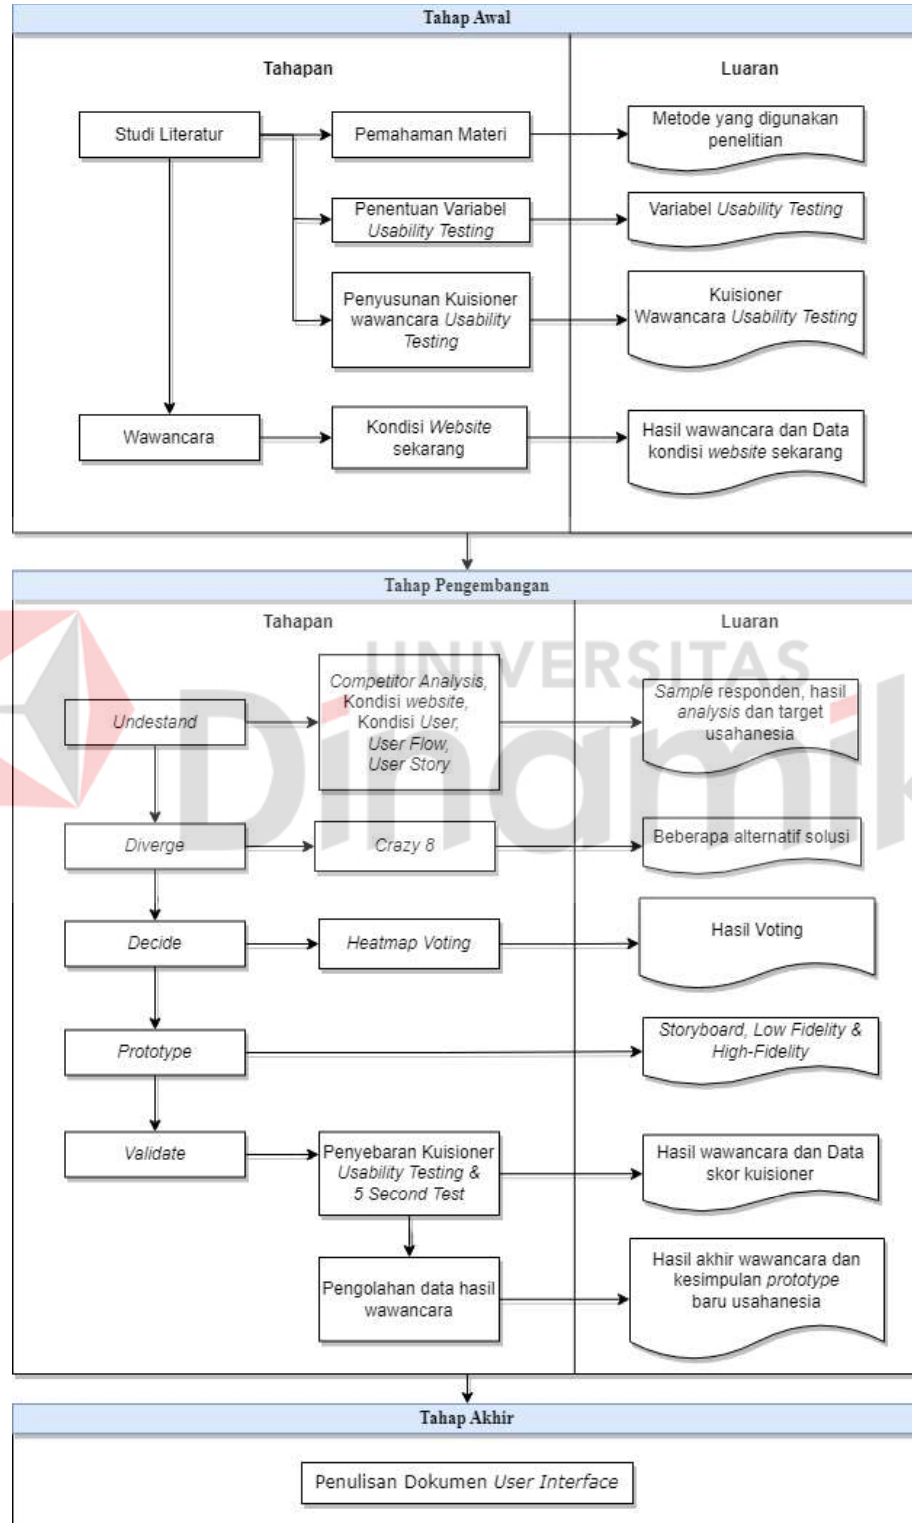 Tahap Awal
Tahapan
Luaran
Studi Literatur
Pemahaman Materi
Metode yang digunakan
penelitian
Penentuan Variabel
Usability Testing
Variabel Usability Testing
Penyusunan Kuisioner
wawancara Usability
Testing
Kuisioner
Wawancara Usability Testing
Wawancara
Kondisi Website
sekarang
Hasil wawancara dan Data
kondisi website sekarang
Tahap Pengembangan
Tahapan
Luaran
UNIVERSITAS
Dinamik
Undestand
Competitor Analysis,
Kondisi website,
Kondisi User,
User Flow,
User Story
Sample responden, hasil
analysis dan target
usahanesia
Diverge
Crazy 8
Beberapa alternatif solusi
Decide
Heatmap Voting
Hasil Voting
Prototype
Storyboard, Low Fidelity &
High-Fidelity
Validate
Penyebaran Kuisioner
Usability Testing &
5 Second Test
Hasil wawancara dan Data
skor kuisioner
Pengolahan data hasil
wawancara
Hasil akhir wawancara dan
kesimpulan prototype
baru usahanesia
Tahap Akhir
Penulisan Dokumen User Interface